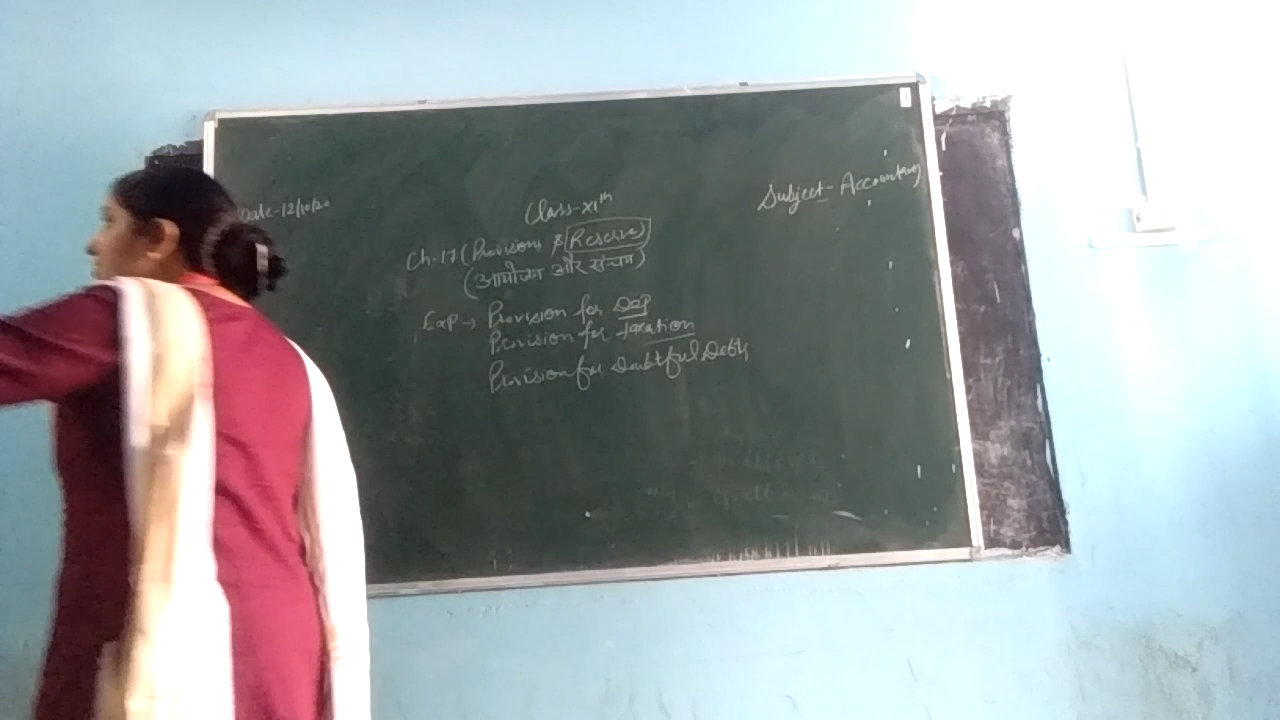 Date-12/10/20
Class-XIth
Subject- Accountancy
Ch-17 (Provisions & Reserve)
(आयोजन और संचय)
Exp → Provision for Dep
Provision for taxation
Provision for Doubtful Debts